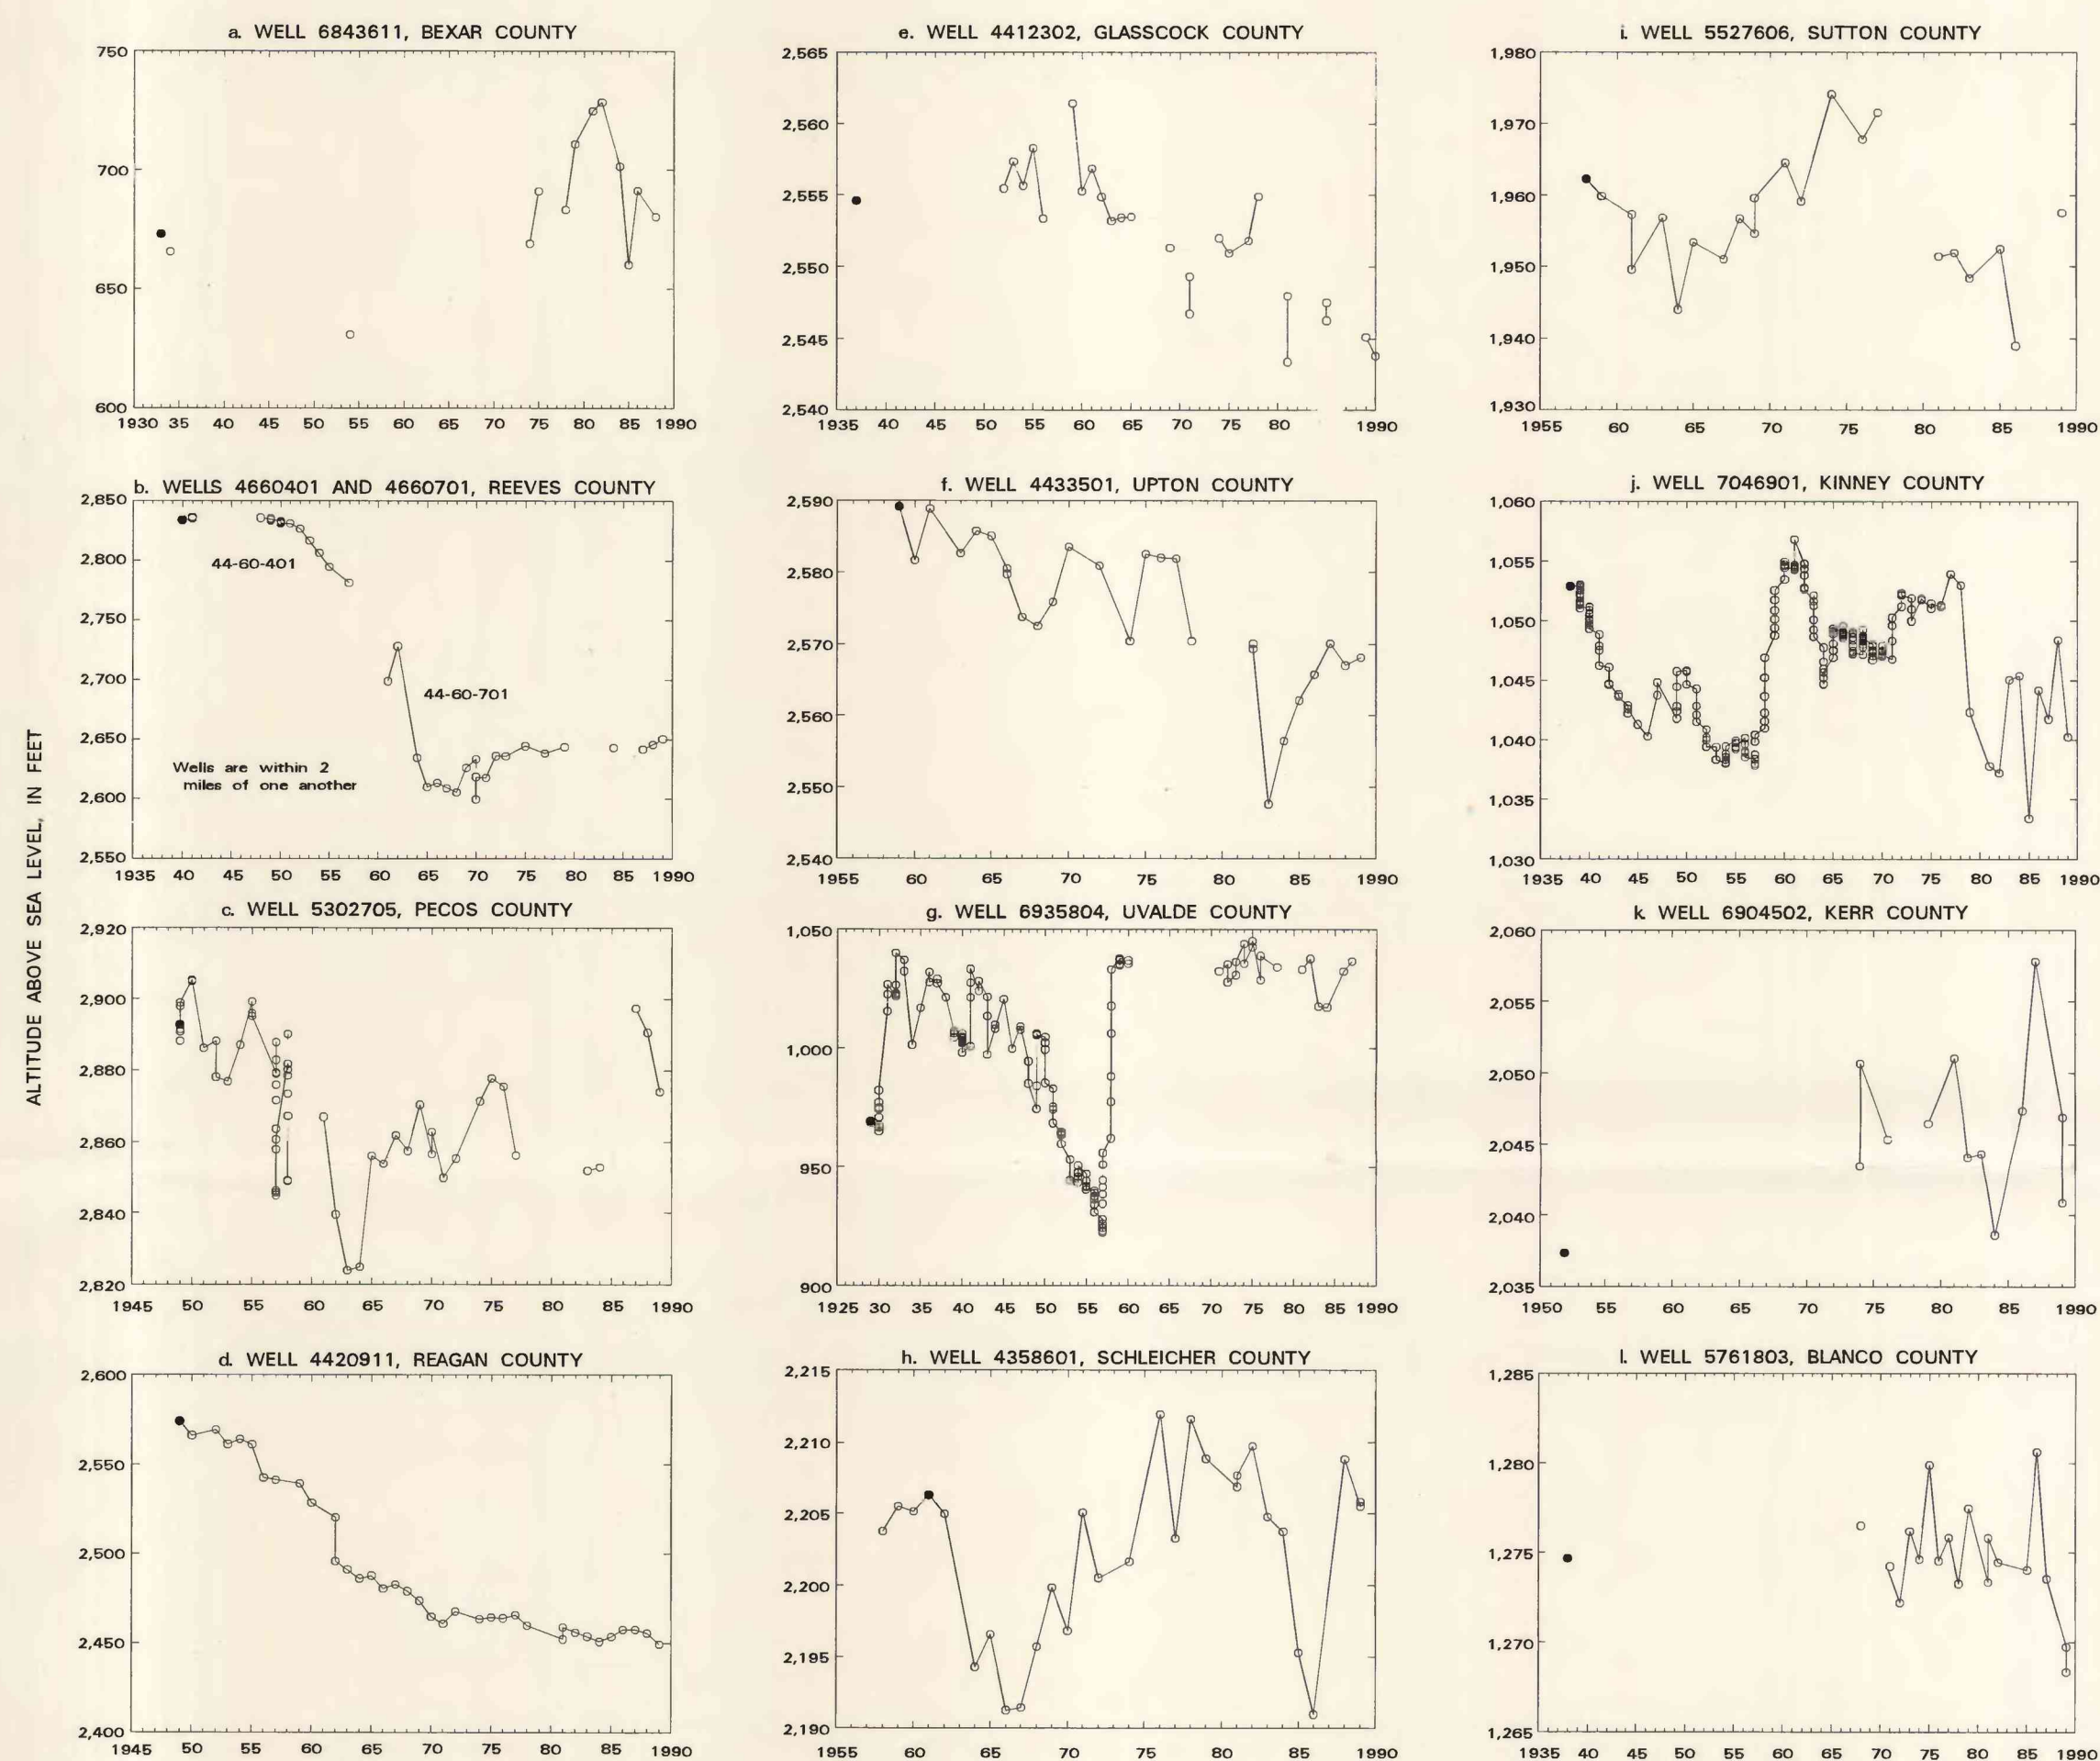 ALTITUDE ABOVE SEA LEVEL, IN FEET
a. WELL 6843611, BEXAR COUNTY
750
700
650
600
1930 35 40 45 50 55 60 65 70 75 80 85 1990
b. WELLS 4660401 AND 4660701, REEVES COUNTY
2,850
2,800
2,750
2,700
2,650
2,600
2,550
44-60-401
44-60-701
Wells are within 2
miles of one another
1935 40 45 50 55 60 65 70 75 80 85 1990
c. WELL 5302705, PECOS COUNTY
2,920
2,900
2,880
2,860
2,840
2,820
1945 50 55 60 65 70 75 80 85 1990
d. WELL 4420911, REAGAN COUNTY
2,600
2,550
2,500
2,450
2,400
1945 50 55 60 65 70 75 80 85 1990
e. WELL 4412302, GLASSCOCK COUNTY
2,565
2,560
2,555
2,550
2,545
2,540
1935 40 45 50 55 60 65 70 75 80 1990
f. WELL 4433501, UPTON COUNTY
2,590
2,580
2,570
2,560
2,550
2,540
1955 60 65 70 75 80 85 1990
g. WELL 6935804, UVALDE COUNTY
1,050
1,000
950
900
1925 30 35 40 45 50 55 60 65 70 75 80 85 1990
h. WELL 4358601, SCHLEICHER COUNTY
2,215
2,210
2,205
2,200
2,195
2,190
1955 60 65 70 75 80 85 1990
i. WELL 5527606, SUTTON COUNTY
1,980
1,970
1,960
1,950
1,940
1,930
1955 60 65 70 75 80 85 1990
j. WELL 7046901, KINNEY COUNTY
1,060
1,055
1,050
1,045
1,040
1,035
1,030
1935 40 45 50 55 60 65 70 75 80 85 1990
k. WELL 6904502, KERR COUNTY
2,060
2,055
2,050
2,045
2,040
2,035
1950 55 60 65 70 75 80 85 1990
l. WELL 5761803, BLANCO COUNTY
1,285
1,280
1,275
1,270
1,265
1935 40 45 50 55 60 65 70 75 80 85 1990